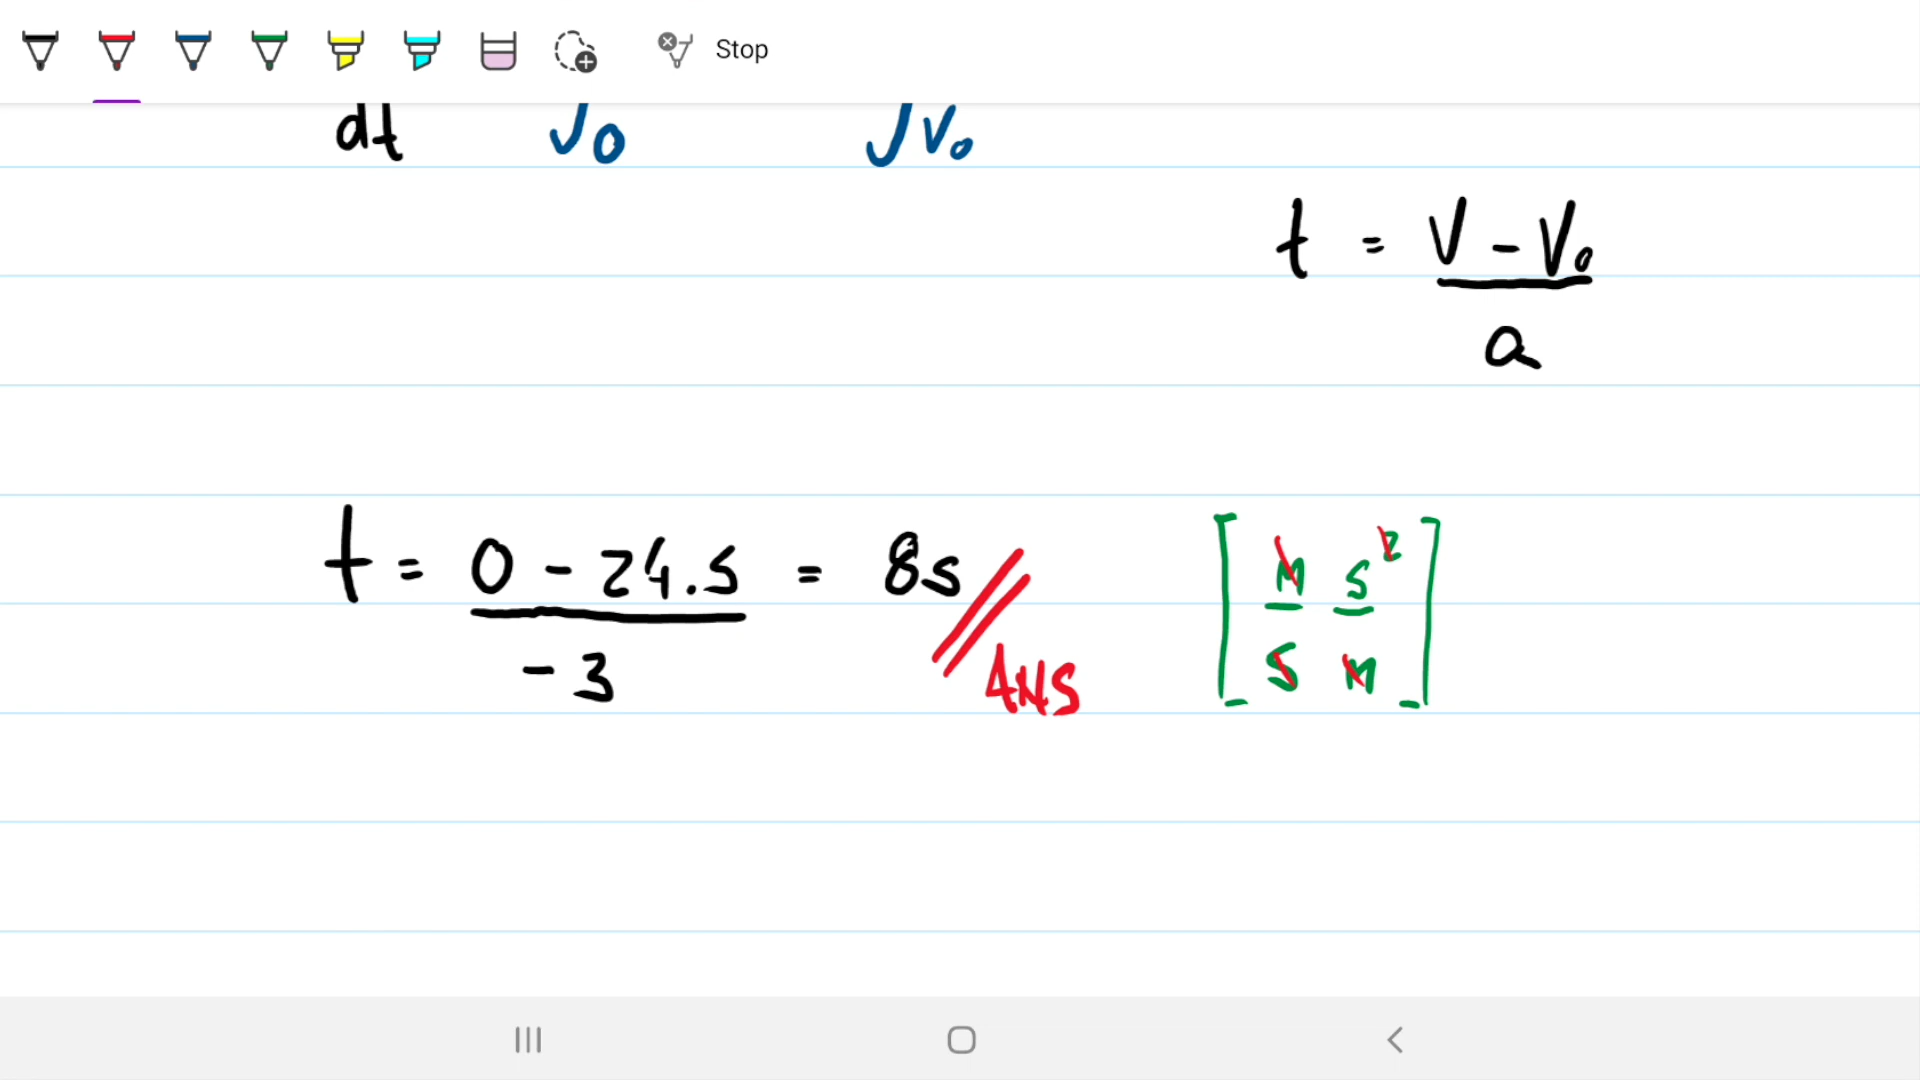 Stop
dt ∫0 ∫V₀
t = V - V₀
a
t = 0 - 24.5 = 8s
- 3
ANS
[ M s²
S M ]